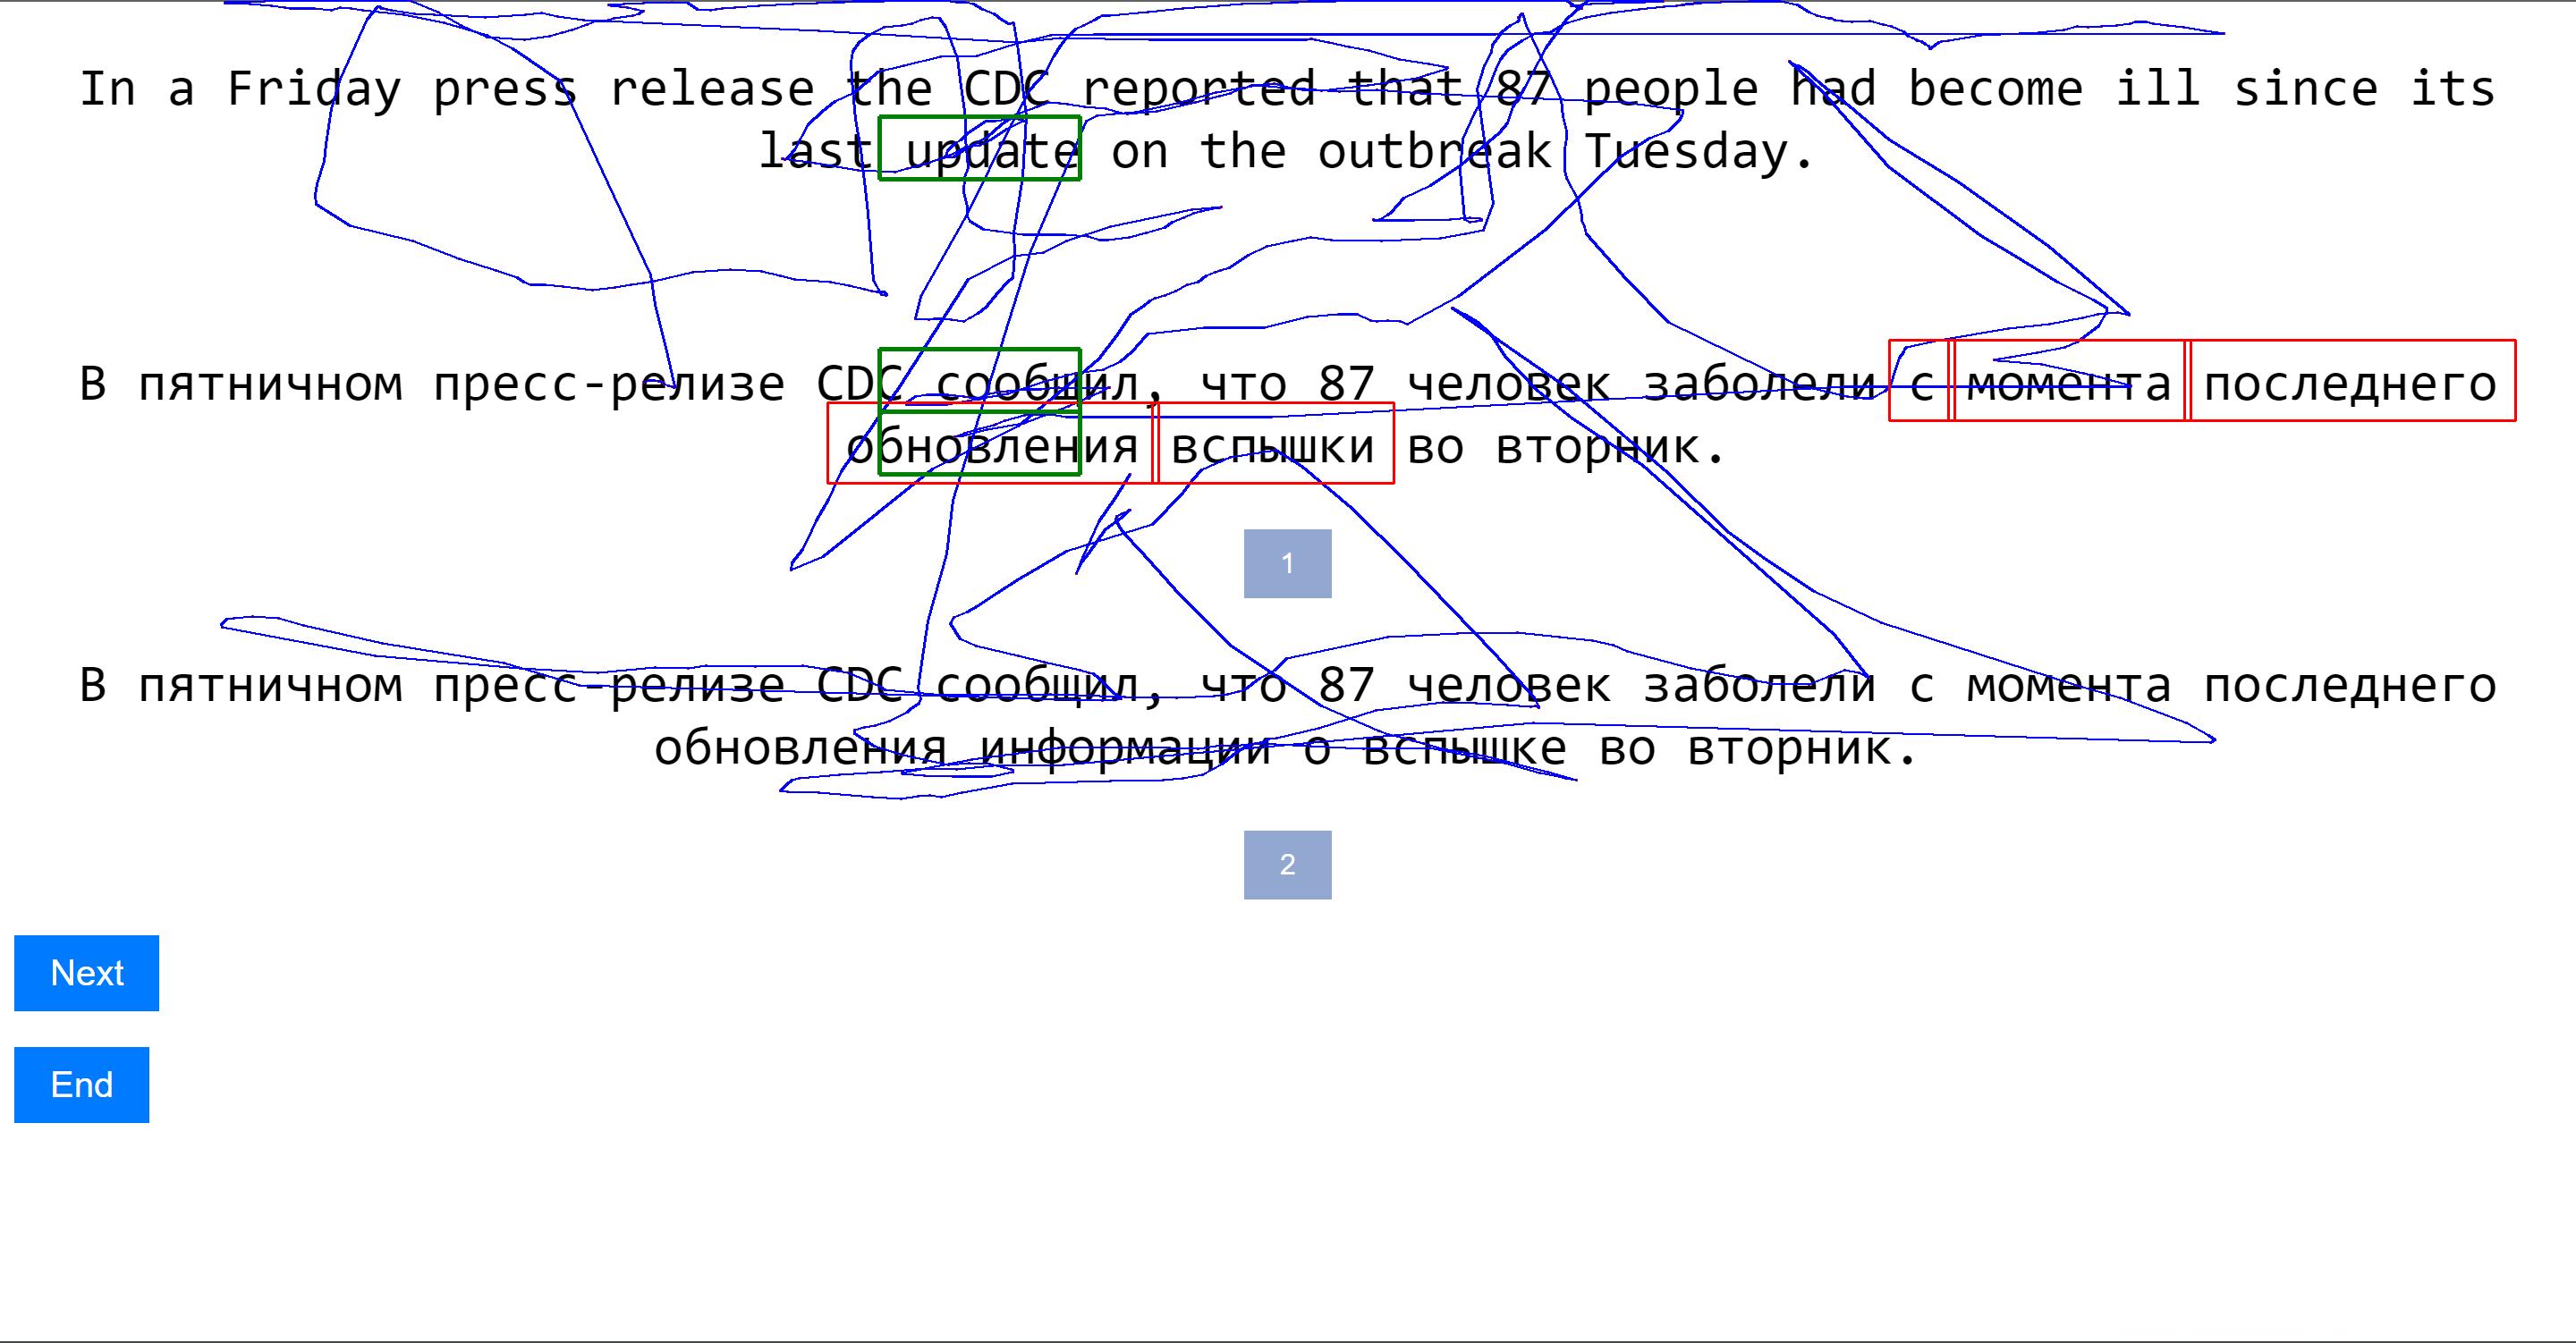 In a Friday press release the CDC reported that 87 people had become ill since its
last update on the outbreak Tuesday.
В пятничном пресс-релизе CDC сообщил, что 87 человек заболели с момента последнего
обновления вспышки во вторник.
1
В пятничном пресс-релизе CDC сообщил, что 87 человек заболели с момента последнего
обновления информации о вспышке во вторник.
2
Next
End